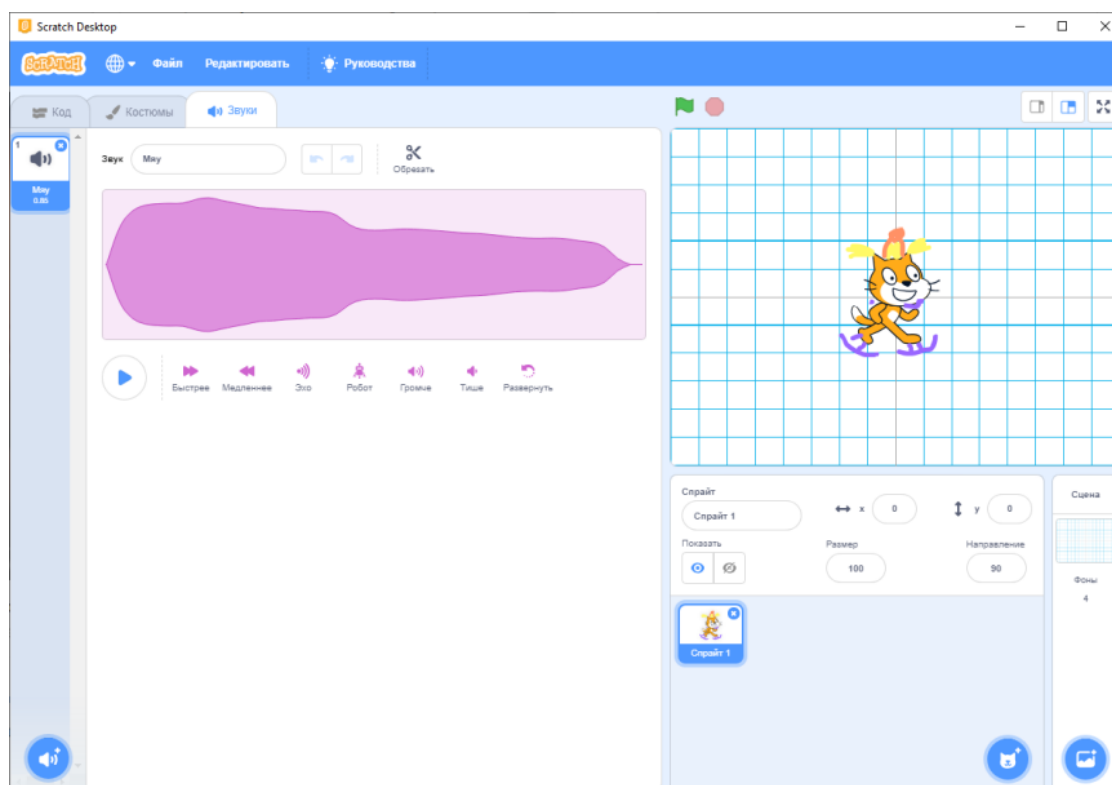 Scratch Desktop
SCRATCH Файл Редактировать Руководства
Код Костюмы Звуки
1
Мяу
0.85
Звук Мяу
Обрезать
Быстрее Медленнее Эхо Робот Громче Тише Развернуть
Спрайт
Спрайт 1
x 0 y 0
Показать Размер Направление
100 90
Спрайт 1
Сцена
Фоны
4